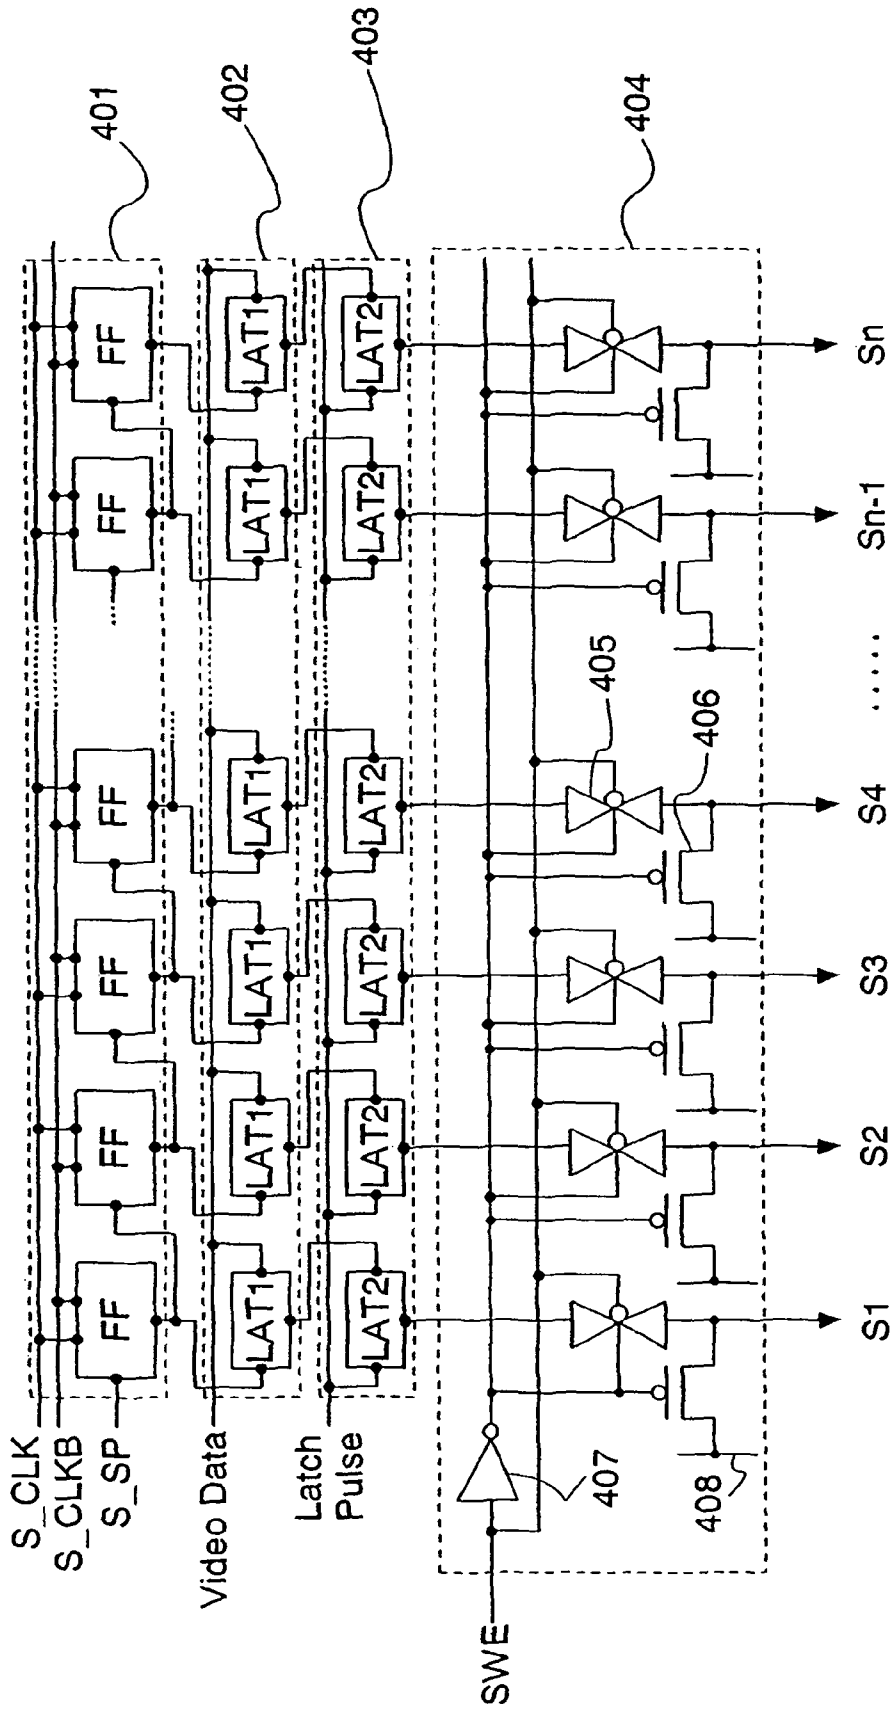 S_CLK
S_CLKB
S_SP
FF FF FF FF FF FF
401
Video Data
LAT1 LAT1 LAT1 LAT1 LAT1 LAT1
402
Latch
Pulse
LAT2 LAT2 LAT2 LAT2 LAT2 LAT2
403
SWE
407
408
405
406
404
S1 S2 S3 S4 ..... Sn-1 Sn